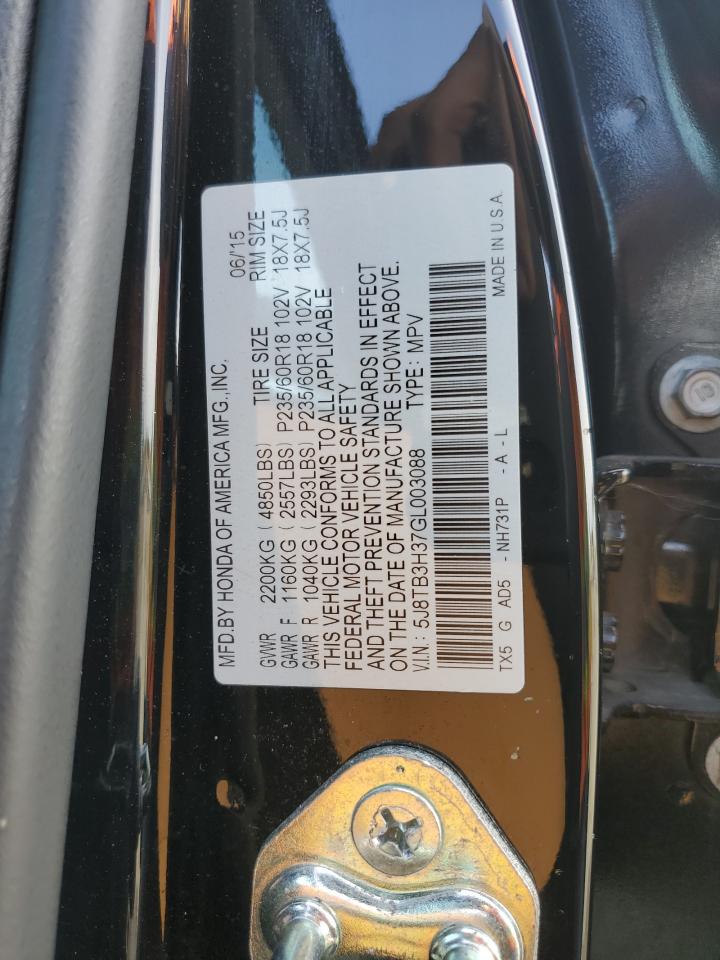 MFD.BY HONDA OF AMERICA MFG.,INC. 06/15
GVWR 2200KG ( 4850LBS) TIRE SIZE RIM SIZE
GAWR F 1160KG ( 2557LBS) P235/60R18 102V 18X7.5J
GAWR R 1040KG ( 2293LBS) P235/60R18 102V 18X7.5J
THIS VEHICLE CONFORMS TO ALL APPLICABLE
FEDERAL MOTOR VEHICLE SAFETY
AND THEFT PREVENTION STANDARDS IN EFFECT
ON THE DATE OF MANUFACTURE SHOWN ABOVE.
V.I.N.: 5J8TB3H37GL003088 TYPE: MPV
TX5 G AD5 - NH731P - A - L MADE IN U.S.A.